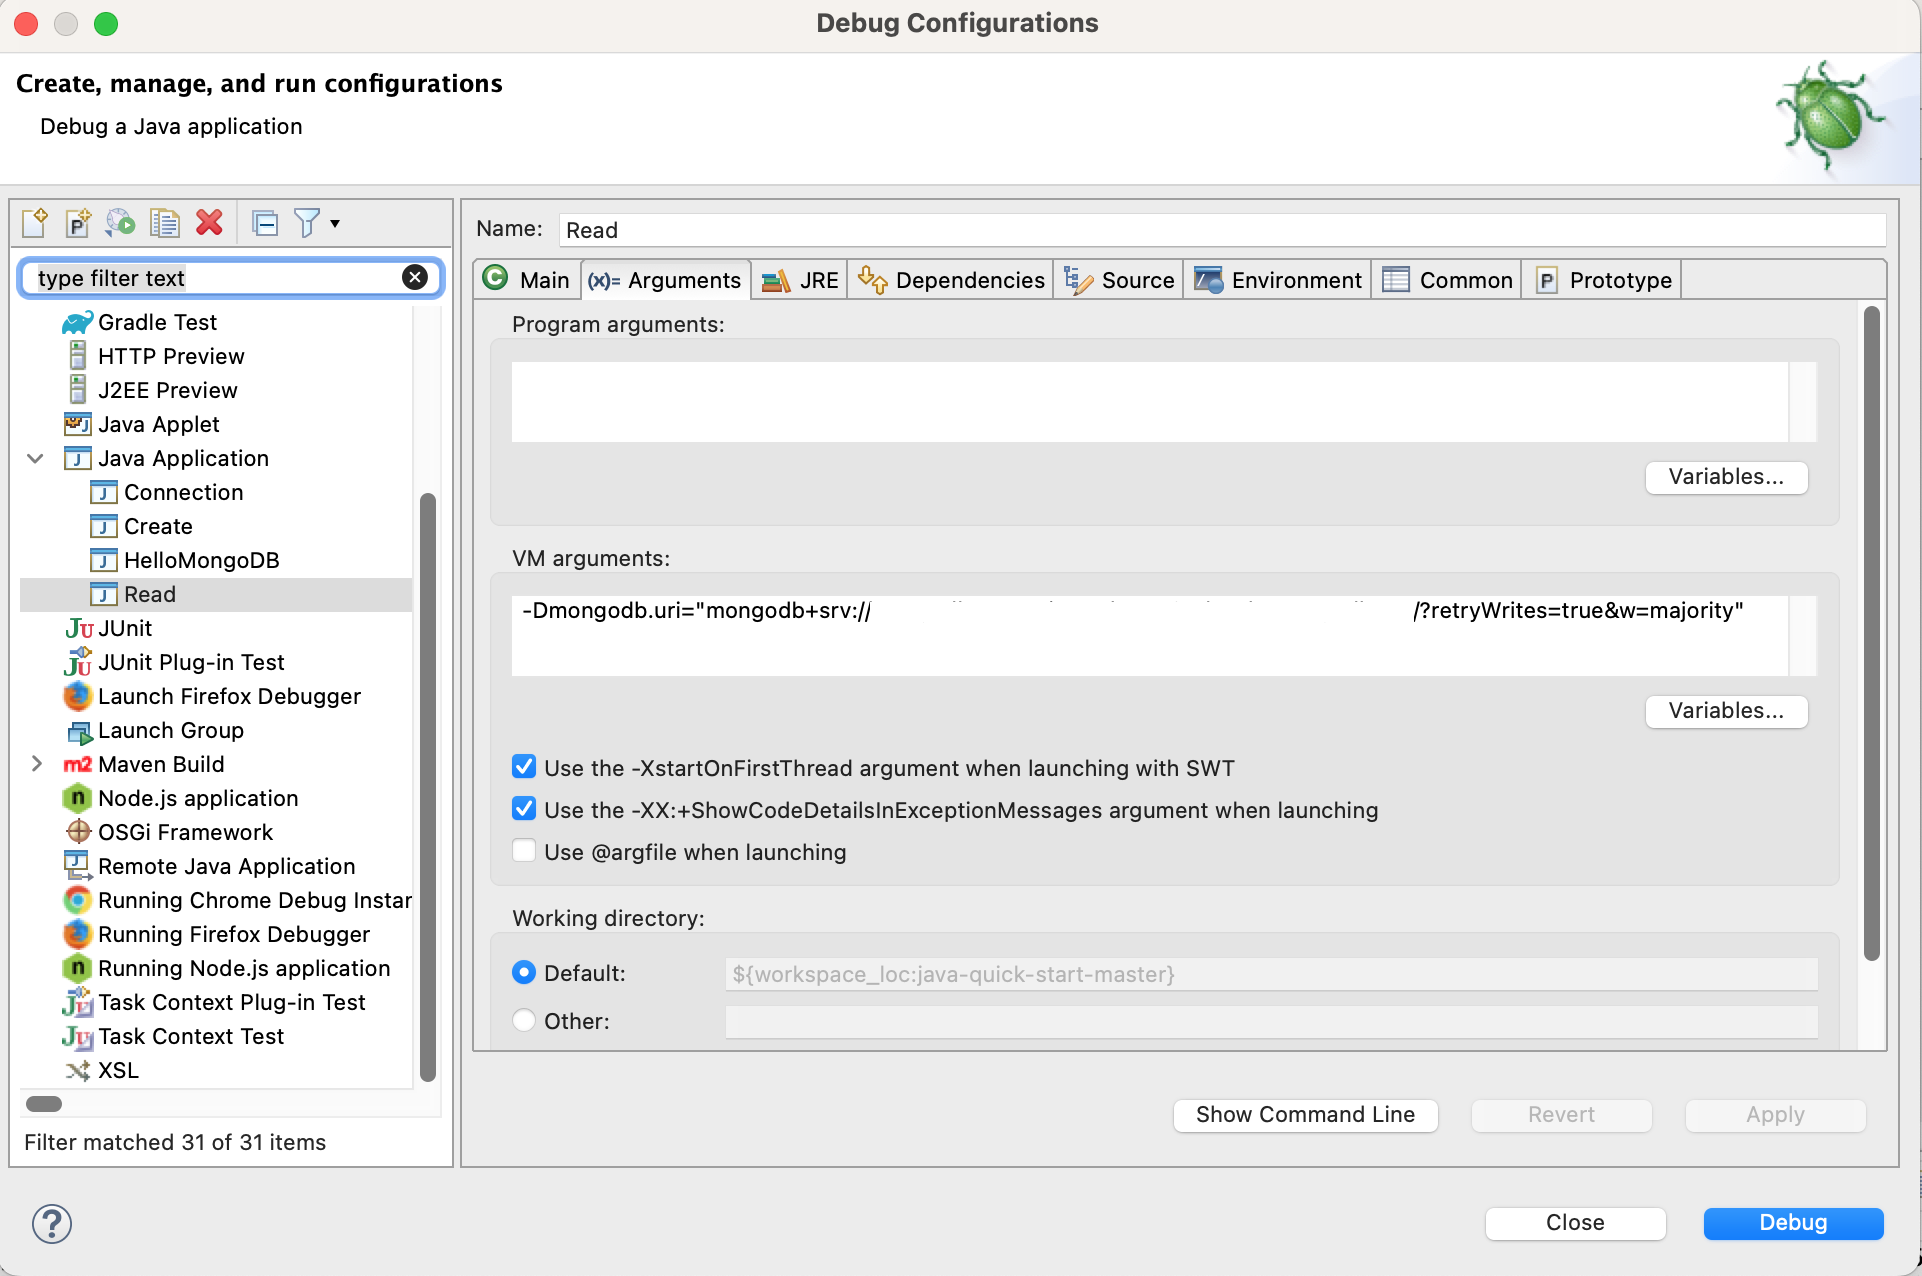 Debug Configurations
Create, manage, and run configurations
Debug a Java application
type filter text
Gradle Test
HTTP Preview
J2EE Preview
Java Applet
Java Application
Connection
Create
HelloMongoDB
Read
JUnit
JUnit Plug-in Test
Launch Firefox Debugger
Launch Group
Maven Build
Node.js application
OSGi Framework
Remote Java Application
Running Chrome Debug Instar
Running Firefox Debugger
Running Node.js application
Task Context Plug-in Test
Task Context Test
XSL
Filter matched 31 of 31 items
Name: Read
Main (x)= Arguments JRE Dependencies Source Environment Common Prototype
Program arguments:
Variables...
VM arguments:
-Dmongodb.uri="mongodb+srv:// /?retryWrites=true&w=majority"
Variables...
Use the -XstartOnFirstThread argument when launching with SWT
Use the -XX:+ShowCodeDetailsInExceptionMessages argument when launching
Use @argfile when launching
Working directory:
Default: ${workspace_loc:java-quick-start-master}
Other:
Show Command Line Revert Apply
? Close Debug